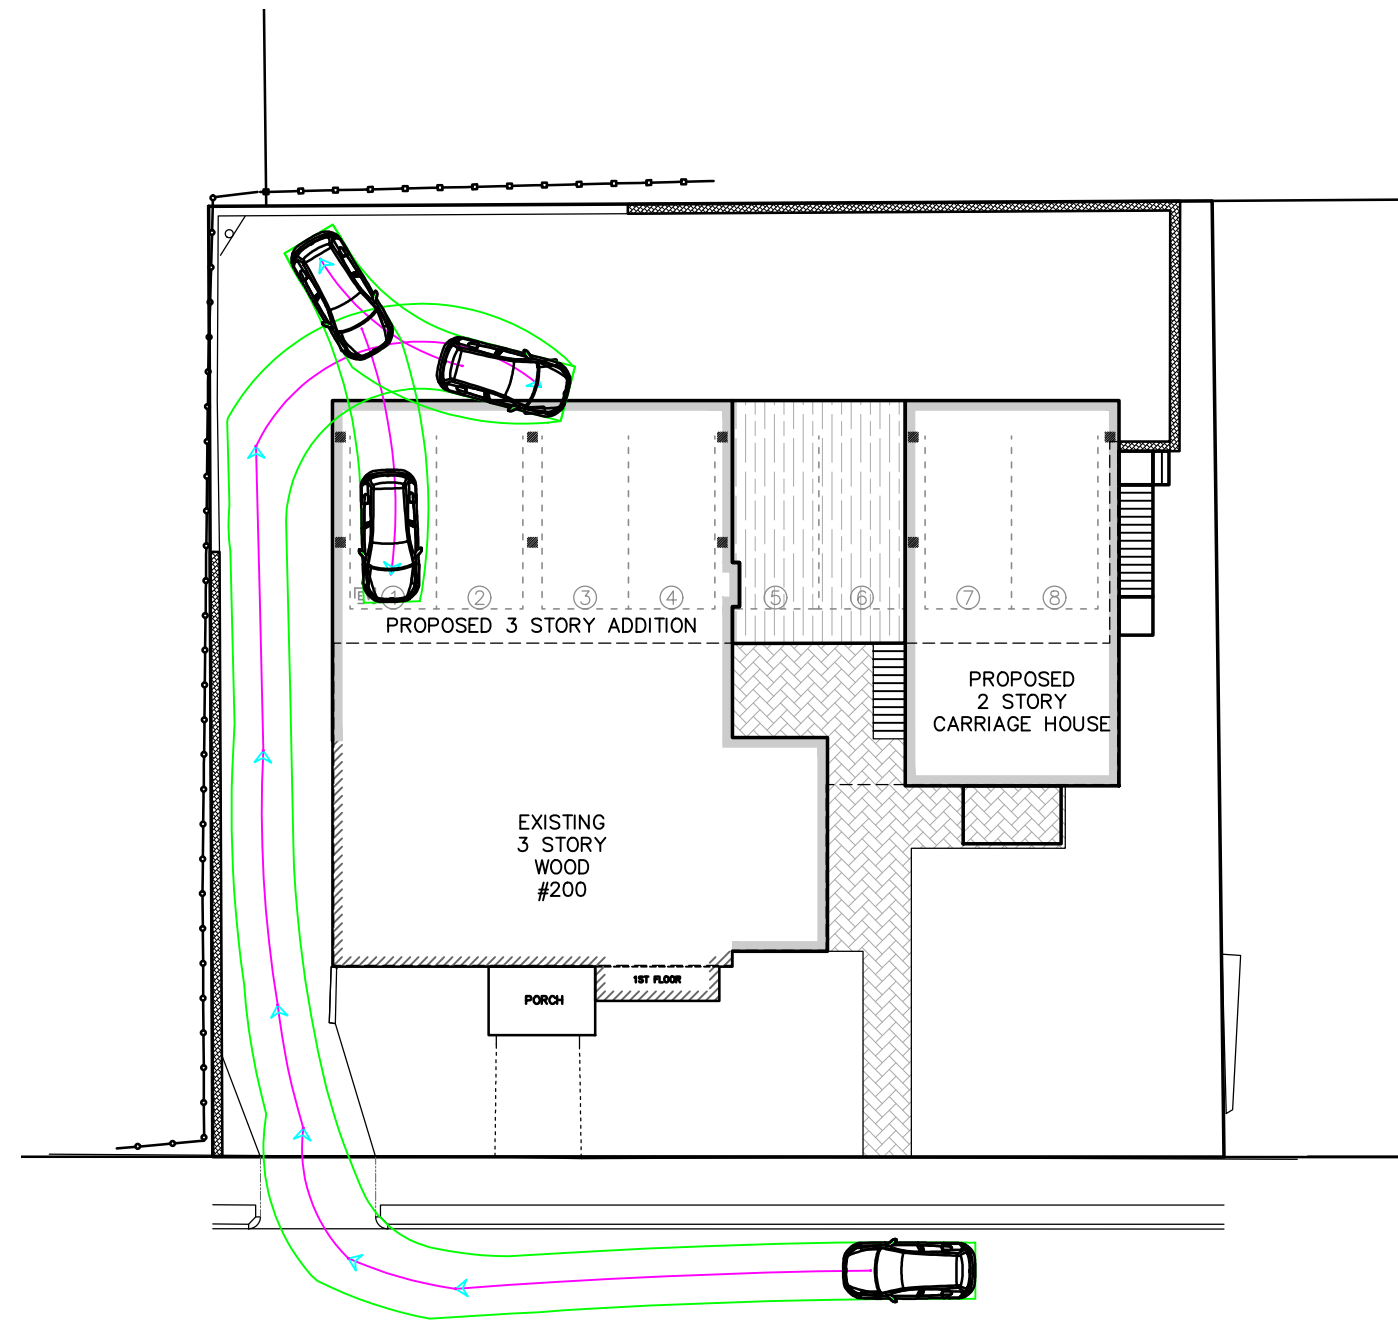 1 2 3 4 5 6 7 8
PROPOSED 3 STORY ADDITION
PROPOSED
2 STORY
CARRIAGE HOUSE
EXISTING
3 STORY
WOOD
#200
1ST FLOOR
PORCH